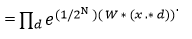 = ∏_d e^{(1/2^N)(W * (x .* d))}.